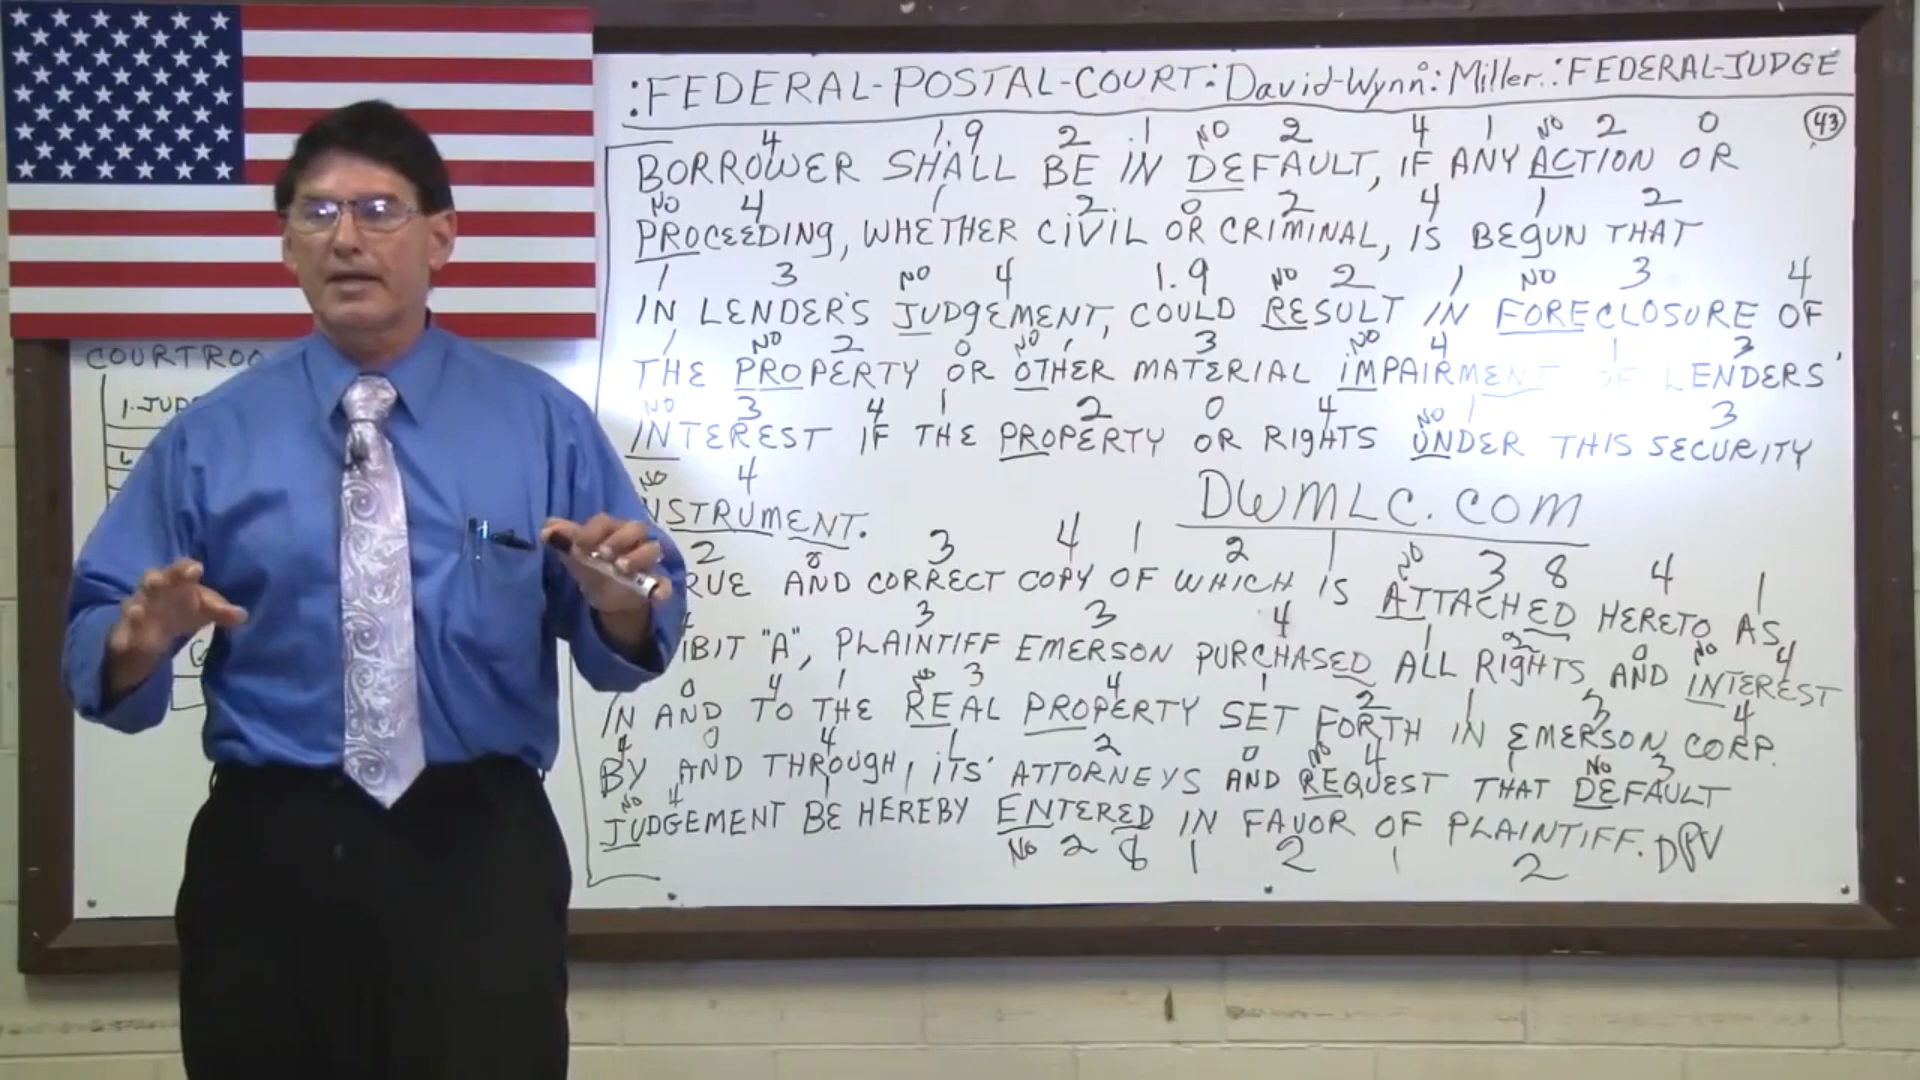 :FEDERAL-POSTAL-COURT: David-Wynn: Miller.:FEDERAL-JUDGE
4 1.9 2 1 NO 2 4 1 NO 2 0 43
BORROWER SHALL BE IN DEFAULT, IF ANY ACTION OR
NO 4 1 2 0 2 4 1 2
PROCEEDING, WHETHER CIVIL OR CRIMINAL, IS BEGUN THAT
1 3 NO 4 1.9 NO 2 1 NO 3 4
IN LENDER'S JUDGEMENT, COULD RESULT IN FORECLOSURE OF
1 NO 2 0 NO 1 3 NO 4 1 3
THE PROPERTY OR OTHER MATERIAL IMPAIRMENT OF LENDERS'
NO 3 4 1 2 0 4 NO 1 3
INTEREST IF THE PROPERTY OR RIGHTS UNDER THIS SECURITY
NO 4
NSTRUMENT.
DWMLC.COM
2 8 3 4 1 2 1 NO 3 8 4 1
RUE AND CORRECT COPY OF WHICH IS ATTACHED HERETO AS
3 3 4 1 2 0 NO 4
IBIT "A", PLAINTIFF EMERSON PURCHASED ALL RIGHTS AND INTEREST
0 4 1 NO 3 4 1 2 1 3 4
IN AND TO THE REAL PROPERTY SET FORTH IN EMERSON CORP.
4 0 4 1 2 0 NO 4 1 NO 3
BY AND THROUGH, ITS' ATTORNEYS AND REQUEST THAT DEFAULT
NO 4 1
JUDGEMENT BE HEREBY ENTERED IN FAVOR OF PLAINTIFF. DPV
NO 2 8 1 2 1 2
COURTROO
1. JUD